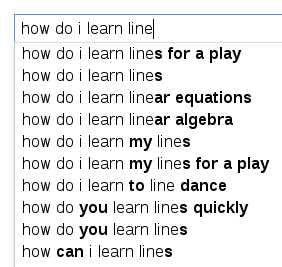 how do i learn line
how do i learn lines for a play
how do i learn lines
how do i learn linear equations
how do i learn linear algebra
how do i learn my lines
how do i learn my lines for a play
how do i learn to line dance
how do you learn lines quickly
how do you learn lines
how can i learn lines